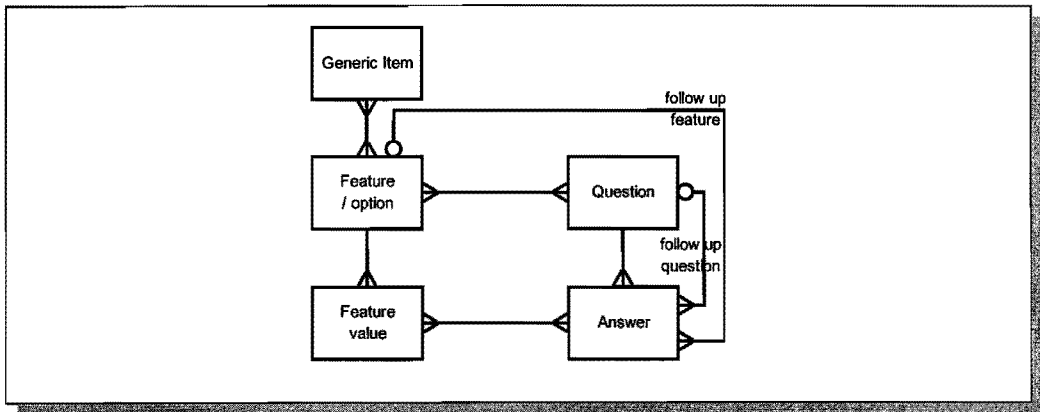 Generic Item
follow up
feature
Feature
/ option
Question
follow up
question
Feature
value
Answer